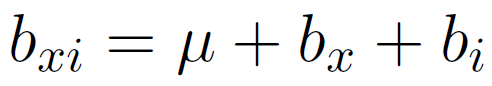 b_{xi} = μ + b_x + b_i